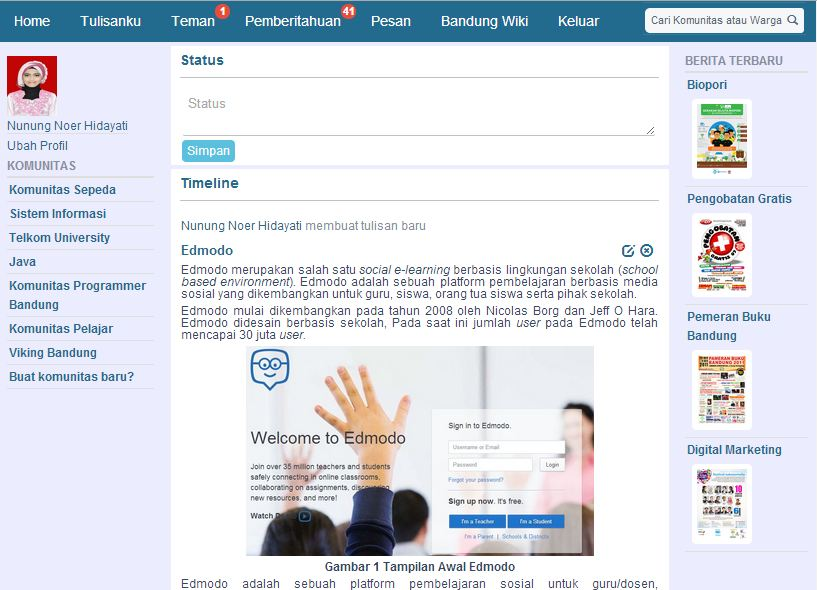 Home Tulisanku Teman 1 Pemberitahuan 41 Pesan Bandung Wiki Keluar Cari Komunitas atau Warga
Nunung Noer Hidayati
Ubah Profil
KOMUNITAS
Komunitas Sepeda
Sistem Informasi
Telkom University
Java
Komunitas Programmer
Bandung
Komunitas Pelajar
Viking Bandung
Buat komunitas baru?
Status
Status
Simpan
Timeline
Nunung Noer Hidayati membuat tulisan baru
Edmodo
Edmodo merupakan salah satu social e-learning berbasis lingkungan sekolah (school
based environment). Edmodo adalah sebuah platform pembelajaran berbasis media
sosial yang dikembangkan untuk guru, siswa, orang tua siswa serta pihak sekolah.
Edmodo mulai dikembangkan pada tahun 2008 oleh Nicolas Borg dan Jeff O Hara.
Edmodo didesain berbasis sekolah, Pada saat ini jumlah user pada Edmodo telah
mencapai 30 juta user.
Welcome to Edmodo
Join over 35 million teachers and students
safely connecting in online classrooms,
collaborating on assignments, discovering
new resources, and more!
Watch
Sign in to Edmodo.
Username or Email
Password Login
Forgot your password?
Sign up now. It's free.
I'm a Teacher I'm a Student
I'm a Parent | Schools & Districts
Gambar 1 Tampilan Awal Edmodo
Edmodo adalah sebuah platform pembelajaran sosial untuk guru/dosen,
BERITA TERBARU
Biopori
Pengobatan Gratis
PENGOBATAN
GRATIS
Pemeran Buku
Bandung
PAMERAN BUKU
BANDUNG 2011
Digital Marketing